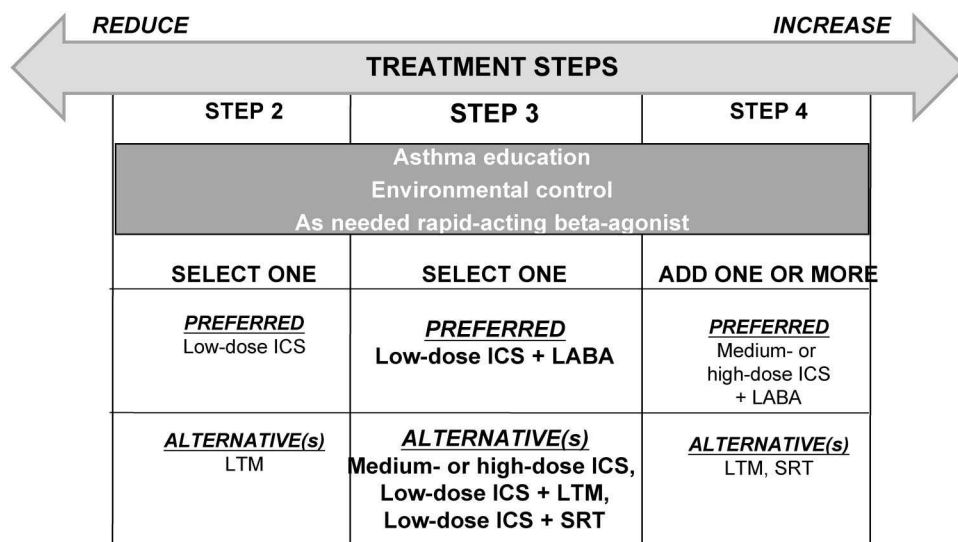 REDUCE
INCREASE
TREATMENT STEPS
STEP 2
STEP 3
STEP 4
Asthma education
Environmental control
As needed rapid-acting beta-agonist
SELECT ONE
SELECT ONE
ADD ONE OR MORE
PREFERRED
Low-dose ICS
PREFERRED
Low-dose ICS + LABA
PREFERRED
Medium- or
high-dose ICS
+ LABA
ALTERNATIVE(s)
LTM
ALTERNATIVE(s)
Medium- or high-dose ICS,
Low-dose ICS + LTM,
Low-dose ICS + SRT
ALTERNATIVE(s)
LTM, SRT